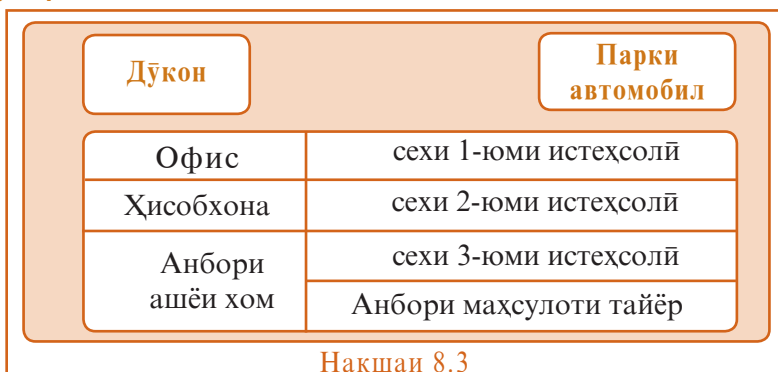 Дӯкон
Парки
автомобил
Офис
сехи 1-юми истеҳсолӣ
Ҳисобхона
сехи 2-юми истеҳсолӣ
Анбори
ашёи хом
сехи 3-юми истеҳсолӣ
Анбори маҳсулоти тайёр
Нақшаи 8.3